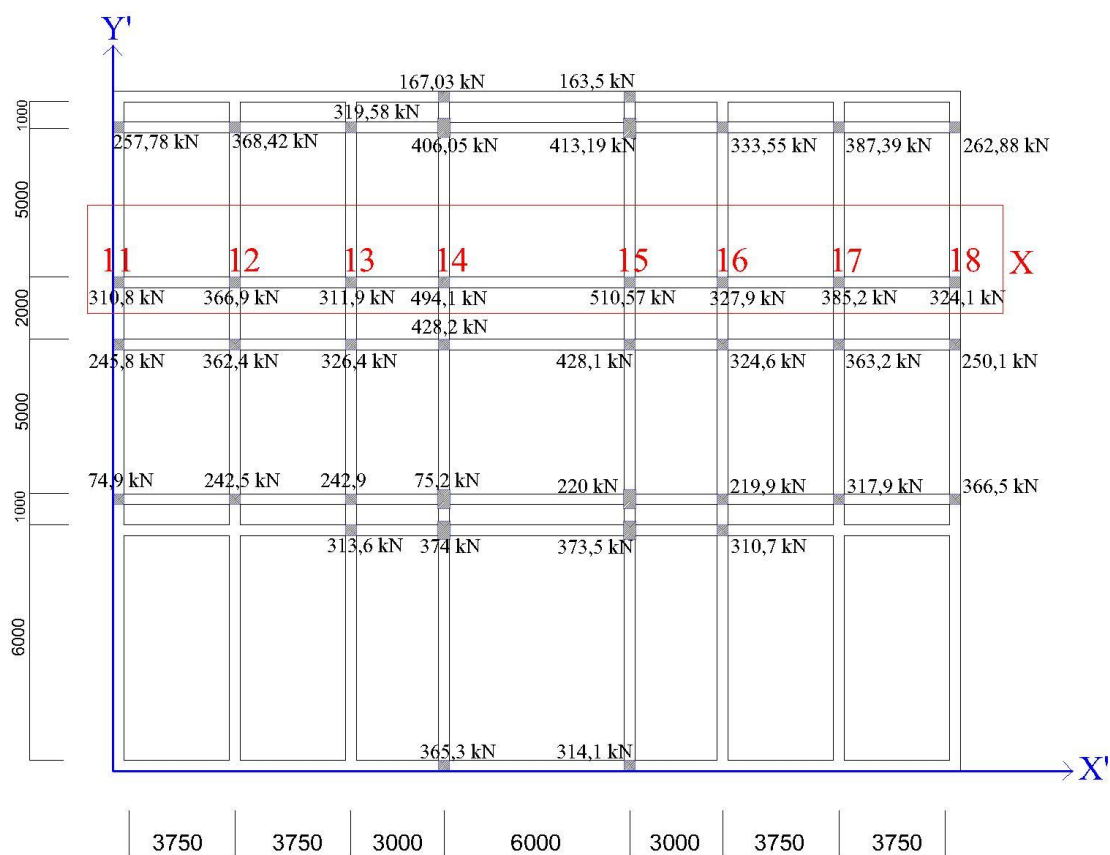 Y'
167,03 kN 163,5 kN
1000 319,58 kN
257,78 kN 368,42 kN 406,05 kN 413,19 kN 333,55 kN 387,39 kN 262,88 kN
5000
11 12 13 14 15 16 17 18 X
310,8 kN 366,9 kN 311,9 kN 494,1 kN 510,57 kN 327,9 kN 385,2 kN 324,1 kN
2000 428,2 kN
245,8 kN 362,4 kN 326,4 kN 428,1 kN 324,6 kN 363,2 kN 250,1 kN
5000
74,9 kN 242,5 kN 242,9 75,2 kN 220 kN 219,9 kN 317,9 kN 366,5 kN
1000
313,6 kN 374 kN 373,5 kN 310,7 kN
6000
365,3 kN 314,1 kN
X'
3750 3750 3000 6000 3000 3750 3750